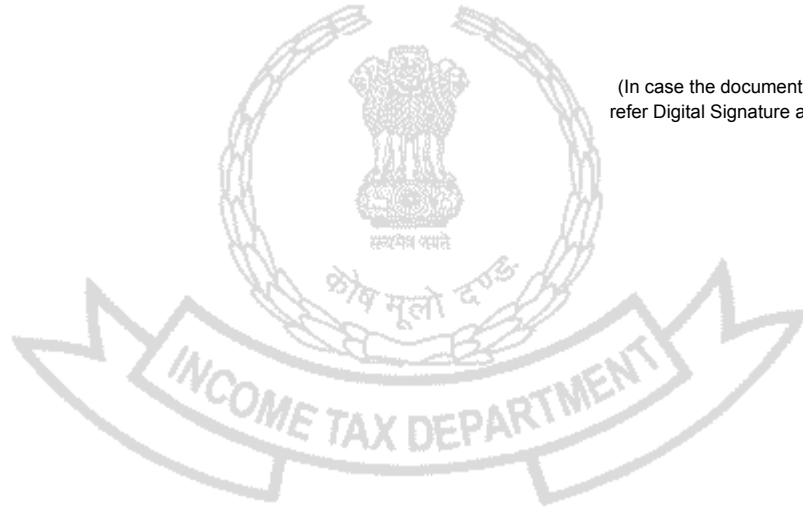 (In case the document
refer Digital Signature a
सत्यमेव जयते
कोष मूलो दण्डः
INCOME TAX DEPARTMENT